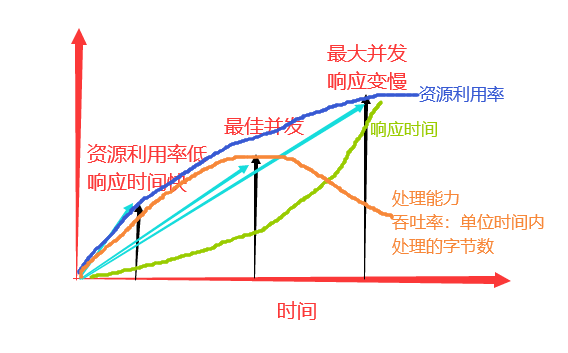 最大并发
响应变慢
资源利用率
最佳并发
响应时间
资源利用率低
响应时间快
处理能力
吞吐率：单位时间内
处理的字节数
时间